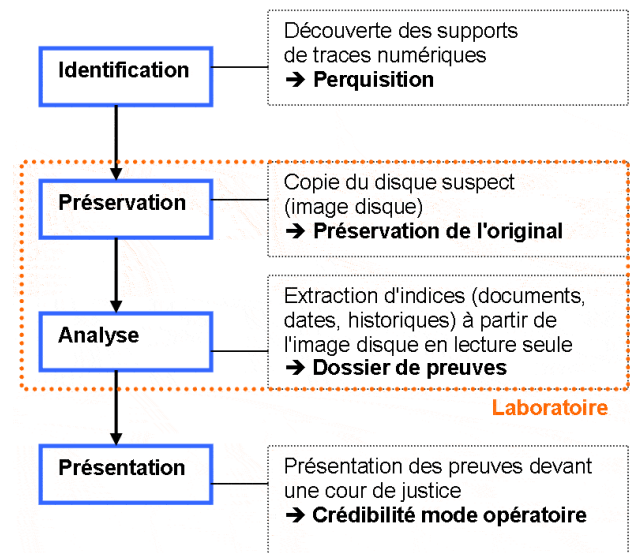 Identification
Découverte des supports
de traces numériques
➔ Perquisition
Préservation
Copie du disque suspect
(image disque)
➔ Préservation de l'original
Analyse
Extraction d'indices (documents,
dates, historiques) à partir de
l'image disque en lecture seule
➔ Dossier de preuves
Laboratoire
Présentation
Présentation des preuves devant
une cour de justice
➔ Crédibilité mode opératoire